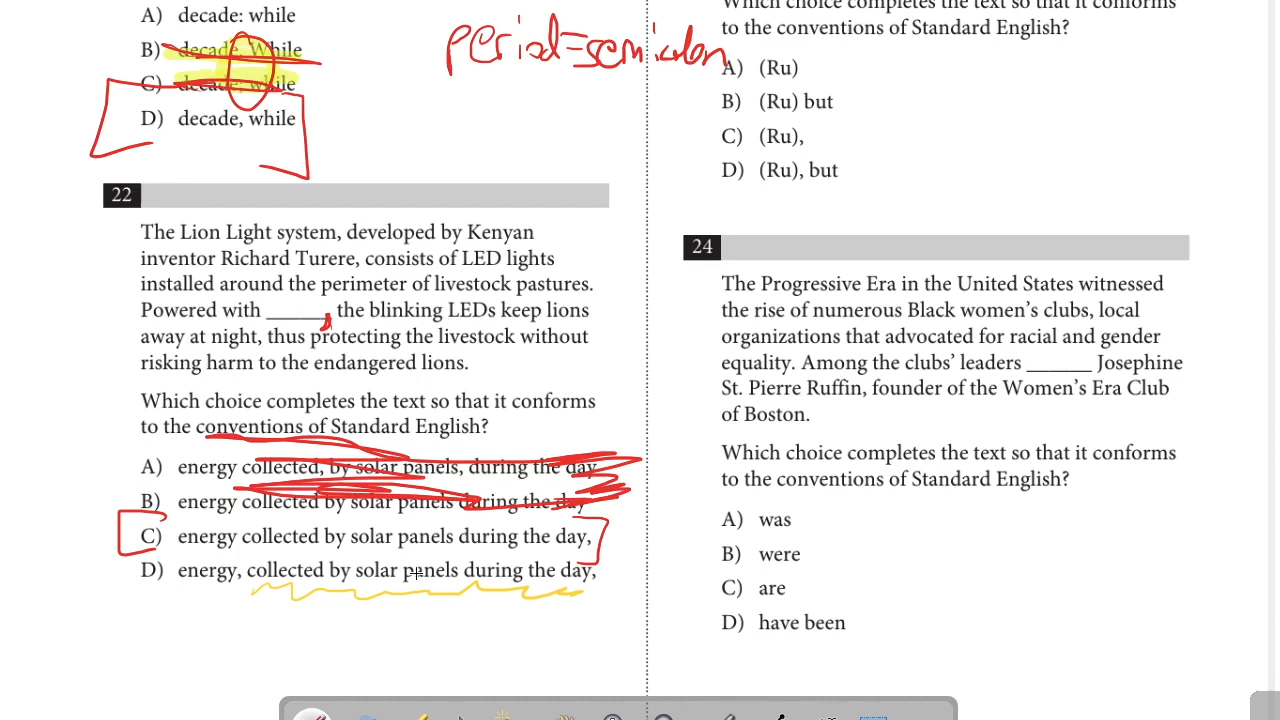 A) decade: while
B) decade. While
C) decade; while
D) decade, while
period=semicolon
22
The Lion Light system, developed by Kenyan
inventor Richard Turere, consists of LED lights
installed around the perimeter of livestock pastures.
Powered with ______, the blinking LEDs keep lions
away at night, thus protecting the livestock without
risking harm to the endangered lions.
Which choice completes the text so that it conforms
to the conventions of Standard English?
A) energy collected, by solar panels, during the day,
B) energy collected by solar panels during the day
C) energy collected by solar panels during the day,
D) energy, collected by solar panels during the day,
Which choice completes the text so that it conforms
to the conventions of Standard English?
A) (Ru)
B) (Ru) but
C) (Ru),
D) (Ru), but
24
The Progressive Era in the United States witnessed
the rise of numerous Black women’s clubs, local
organizations that advocated for racial and gender
equality. Among the clubs’ leaders ______ Josephine
St. Pierre Ruffin, founder of the Women’s Era Club
of Boston.
Which choice completes the text so that it conforms
to the conventions of Standard English?
A) was
B) were
C) are
D) have been